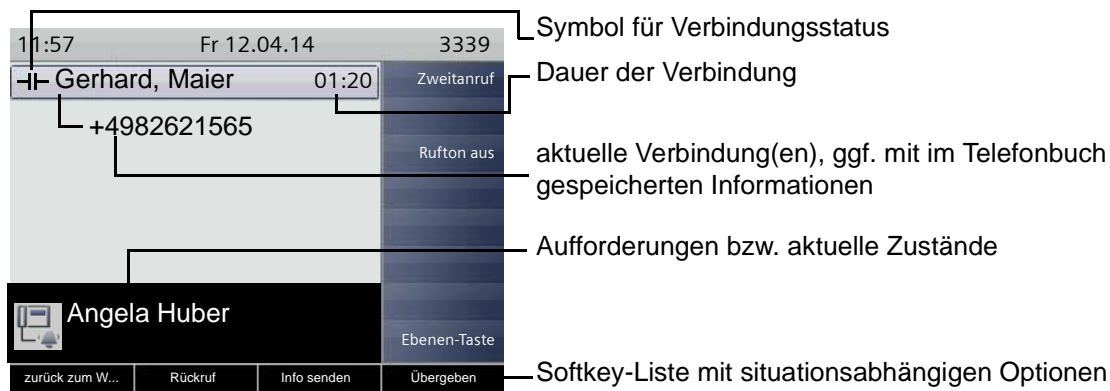 11:57 Fr 12.04.14 3339
Symbol für Verbindungsstatus
Gerhard, Maier 01:20
Zweitanruf
Dauer der Verbindung
+4982621565
Rufton aus
aktuelle Verbindung(en), ggf. mit im Telefonbuch
gespeicherten Informationen
Aufforderungen bzw. aktuelle Zustände
Angela Huber
Ebenen-Taste
zurück zum W... Rückruf Info senden Übergeben
Softkey-Liste mit situationsabhängigen Optionen